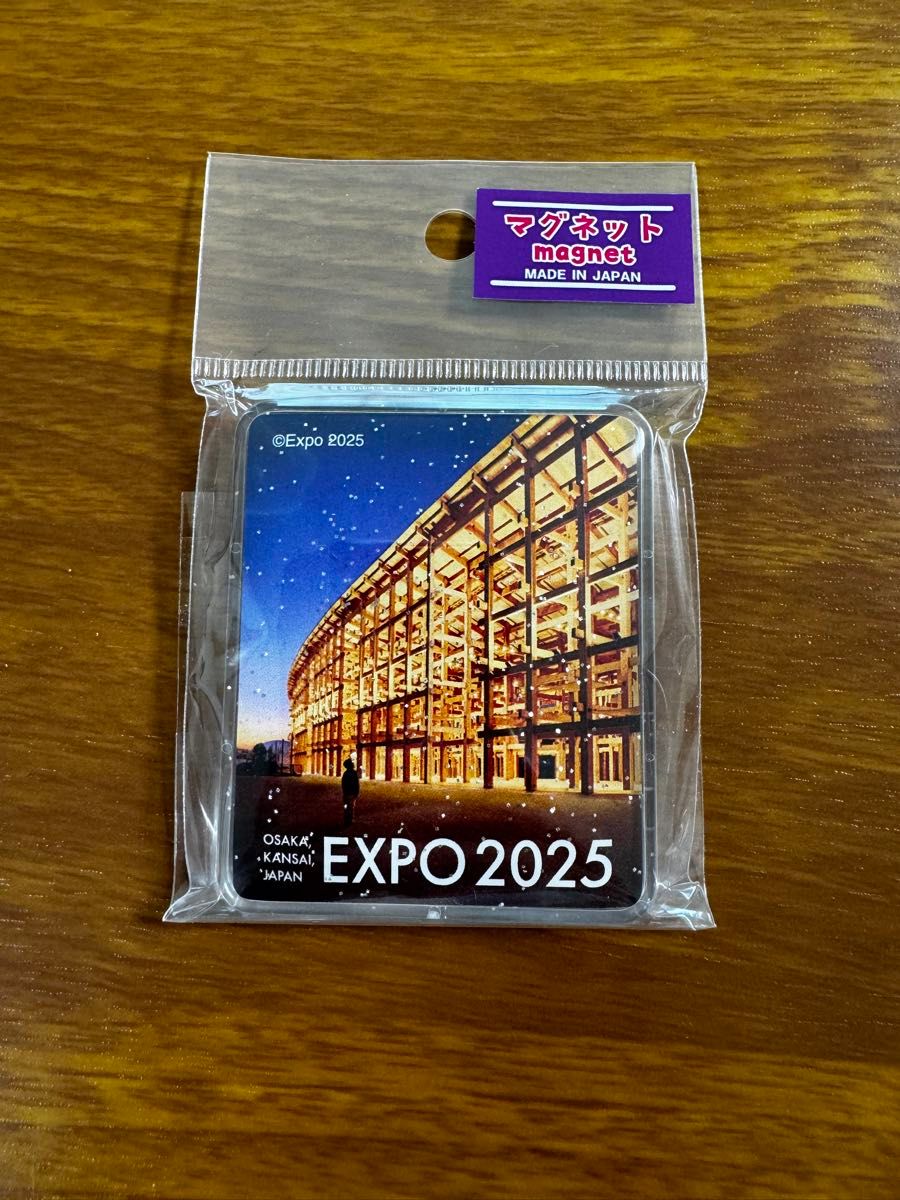 マグネット
magnet
MADE IN JAPAN
©Expo 2025
OSAKA,
KANSAI,
JAPAN
EXPO 2025